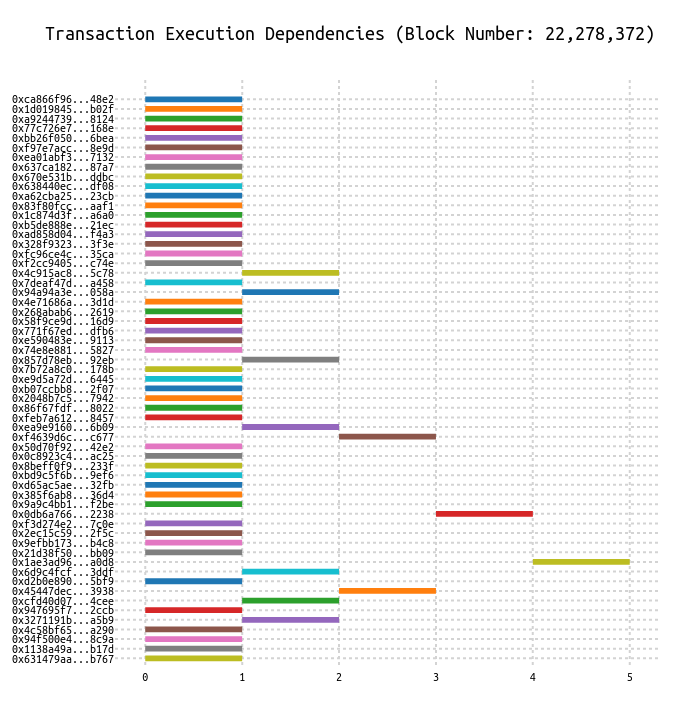 Transaction Execution Dependencies (Block Number: 22,278,372)
0xca866f96...48e2
0x1d019845...b02f
0xa9244739...8124
0x77c726e7...168e
0xbb26f050...6bea
0xf97e7acc...8e9d
0xea01abf3...7132
0x637ca182...87a7
0x670e531b...ddbc
0x638440ec...df08
0xa62cba25...23cb
0x83f80fcc...aaf1
0x1c874d3f...a6a0
0xb5de888e...21ec
0xad858d04...f4a3
0x328f9323...3f3e
0xfc96ce4c...35ca
0xf2cc9405...c74e
0x4c915ac8...5c78
0x7deaf47d...a458
0x94a94a3e...058a
0x4e71686a...3d1d
0x268abab6...2619
0x58f9ce9d...16d9
0x771f67ed...dfb6
0xe590483e...9113
0x74e8e881...5827
0x857d78eb...92eb
0x7b72a8c0...178b
0xe9d5a72d...6445
0xb07ccbb8...2f07
0x2048b7c5...7942
0x86f67fdf...8022
0xfeb7a612...8457
0xea9e9160...6b09
0xf4639d6c...c677
0x50d70f92...42e2
0x0c8923c4...ac25
0x8beff0f9...233f
0xbd9c5f6b...9ef6
0xd65ac5ae...32fb
0x385f6ab8...36d4
0x9a9c4bb1...f2be
0x0db6a766...2238
0xf3d274e2...7c0e
0x2ec15c59...2f5c
0x9efbb173...b4c8
0x21d38f50...bb09
0x1ae3ad96...a0d8
0x6d9c4fcf...3ddf
0xd2b0e890...5bf9
0x45447dec...3938
0xcfd40d07...4cee
0x947695f7...2ccb
0x3271191b...a5b9
0x4c58bf65...a290
0x94f500e4...8c9a
0x1138a49a...b17d
0x631479aa...b767
0 1 2 3 4 5